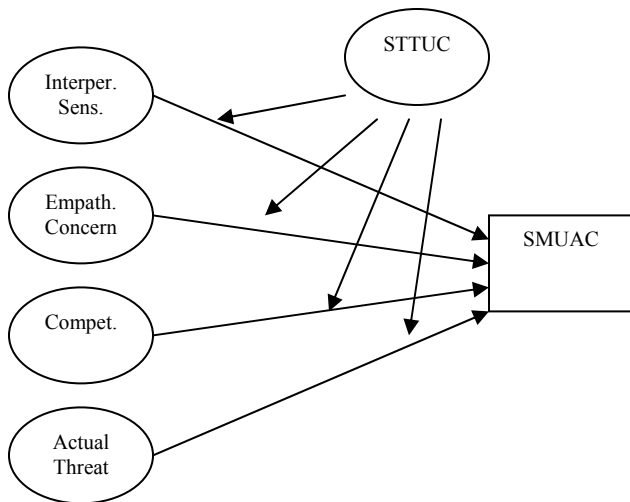 STTUC
Interper.
Sens.
Empath.
Concern
SMUAC
Compet.
Actual
Threat